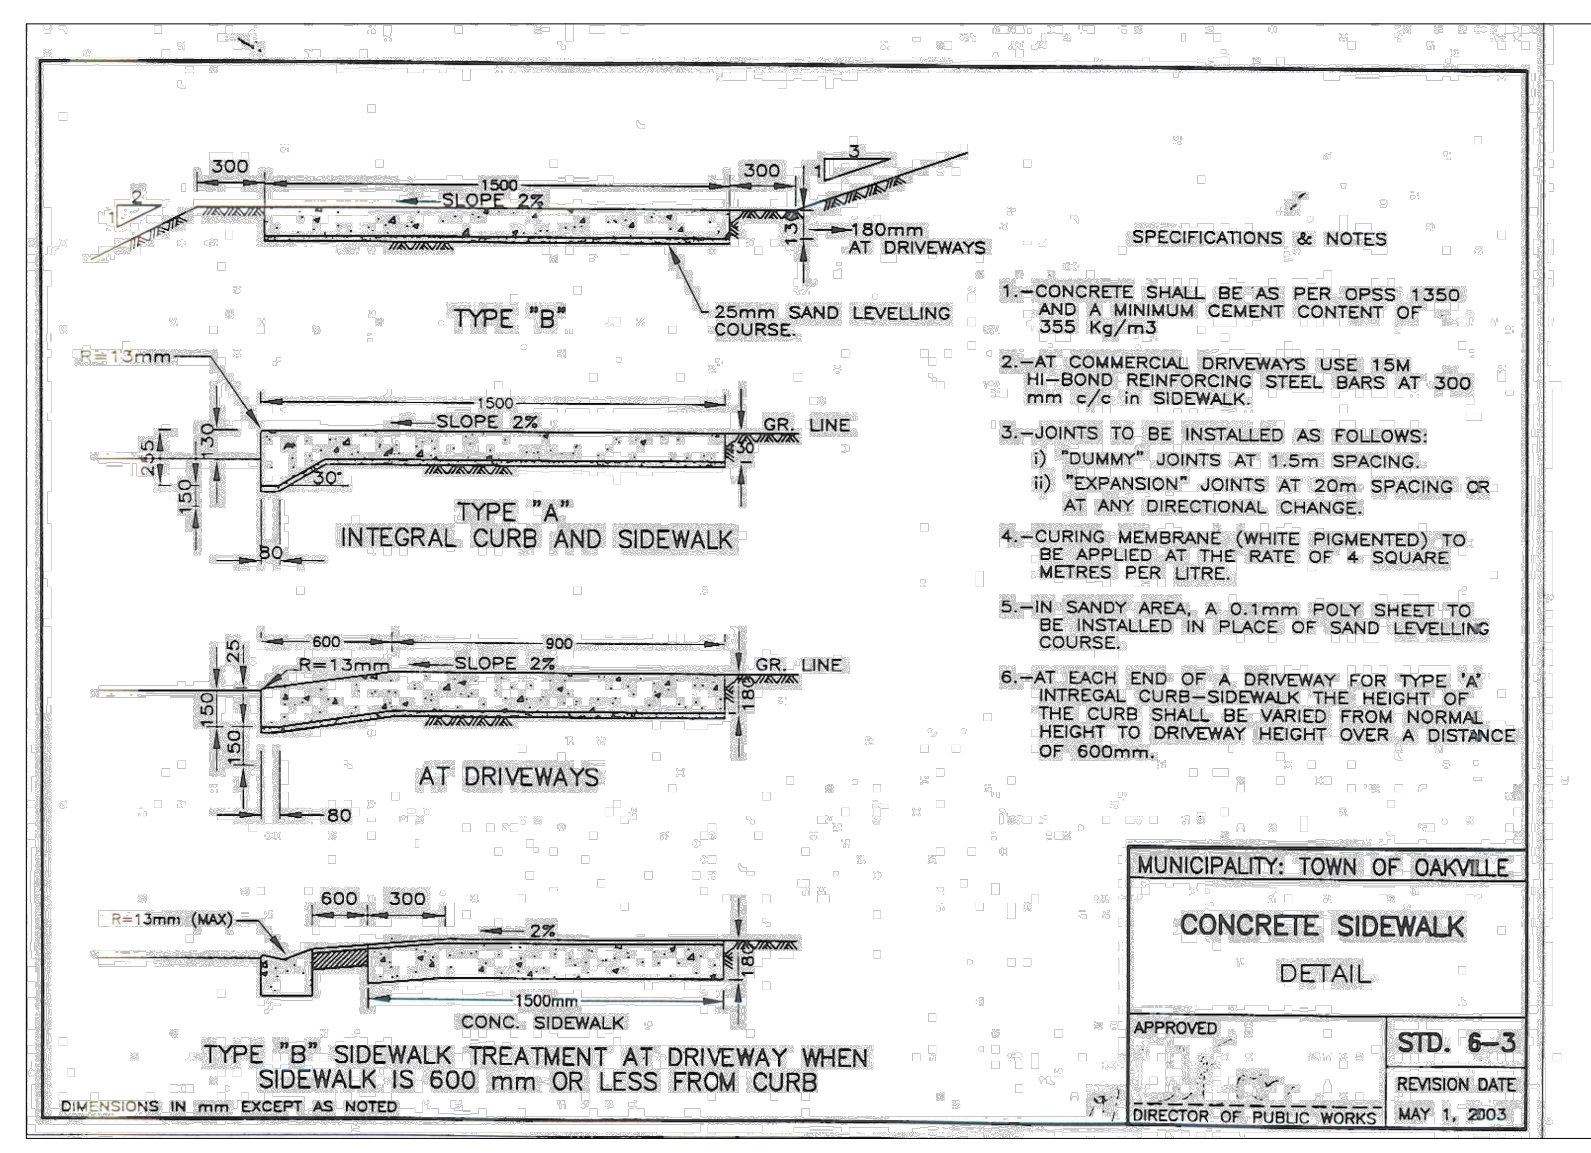 300
1500
300
3
1
2
1
SLOPE 2%
130
180mm
AT DRIVEWAYS
TYPE "B"
25mm SAND LEVELLING
COURSE.
R=13mm
1500
SLOPE 2%
GR. LINE
255
130
150
30°
130
80
TYPE "A"
INTEGRAL CURB AND SIDEWALK
600
900
25
R=13mm
SLOPE 2%
GR. LINE
150
180
150
AT DRIVEWAYS
80
600
300
R=13mm (MAX)
2%
180
1500mm
CONC. SIDEWALK
TYPE "B" SIDEWALK TREATMENT AT DRIVEWAY WHEN
SIDEWALK IS 600 mm OR LESS FROM CURB
DIMENSIONS IN mm EXCEPT AS NOTED
SPECIFICATIONS & NOTES
1.-CONCRETE SHALL BE AS PER OPSS 1350
AND A MINIMUM CEMENT CONTENT OF
355 Kg/m3
2.-AT COMMERCIAL DRIVEWAYS USE 15M
HI-BOND REINFORCING STEEL BARS AT 300
mm c/c in SIDEWALK.
3.-JOINTS TO BE INSTALLED AS FOLLOWS:
i) "DUMMY" JOINTS AT 1.5m SPACING.
ii) "EXPANSION" JOINTS AT 20m SPACING OR
AT ANY DIRECTIONAL CHANGE.
4.-CURING MEMBRANE (WHITE PIGMENTED) TO
BE APPLIED AT THE RATE OF 4 SQUARE
METRES PER LITRE.
5.-IN SANDY AREA, A 0.1mm POLY SHEET TO
BE INSTALLED IN PLACE OF SAND LEVELLING
COURSE.
6.-AT EACH END OF A DRIVEWAY FOR TYPE 'A'
INTREGAL CURB-SIDEWALK THE HEIGHT OF
THE CURB SHALL BE VARIED FROM NORMAL
HEIGHT TO DRIVEWAY HEIGHT OVER A DISTANCE
OF 600mm.
MUNICIPALITY: TOWN OF OAKVILLE
CONCRETE SIDEWALK
DETAIL
APPROVED
DIRECTOR OF PUBLIC WORKS
STD. 6-3
REVISION DATE
MAY 1, 2003